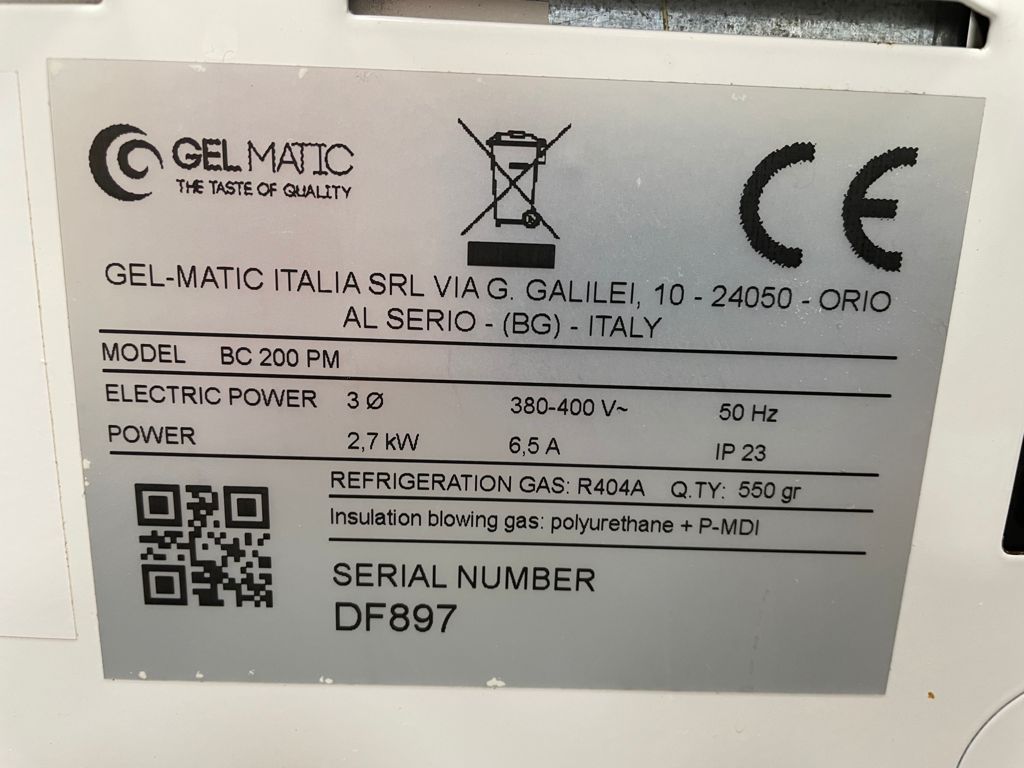 GEL MATIC
THE TASTE OF QUALITY
CE
GEL-MATIC ITALIA SRL VIA G. GALILEI, 10 - 24050 - ORIO
AL SERIO - (BG) - ITALY
MODEL BC 200 PM
ELECTRIC POWER 3 Ø 380-400 V~ 50 Hz
POWER 2,7 kW 6,5 A IP 23
REFRIGERATION GAS: R404A Q.TY: 550 gr
Insulation blowing gas: polyurethane + P-MDI
SERIAL NUMBER
DF897